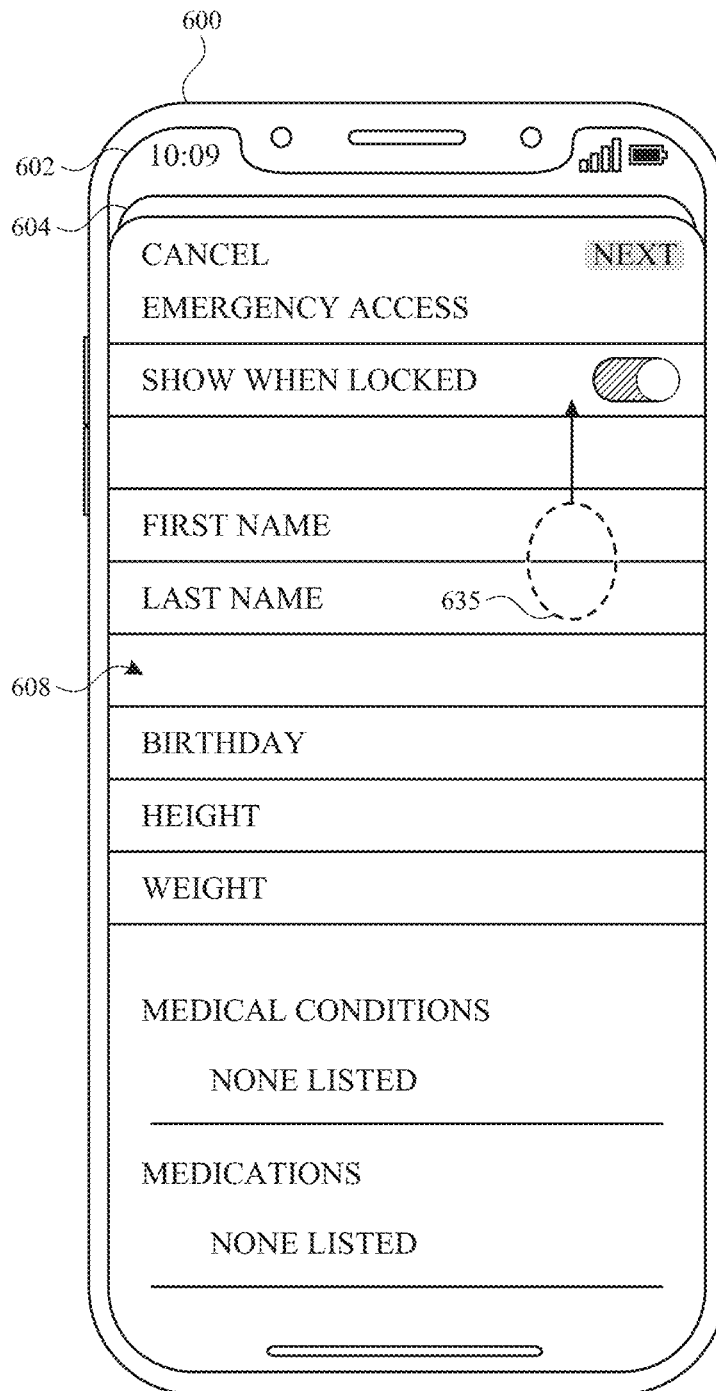 600
602
10:09
604
CANCEL NEXT
EMERGENCY ACCESS
SHOW WHEN LOCKED
FIRST NAME
LAST NAME 635
608
BIRTHDAY
HEIGHT
WEIGHT
MEDICAL CONDITIONS
NONE LISTED
MEDICATIONS
NONE LISTED